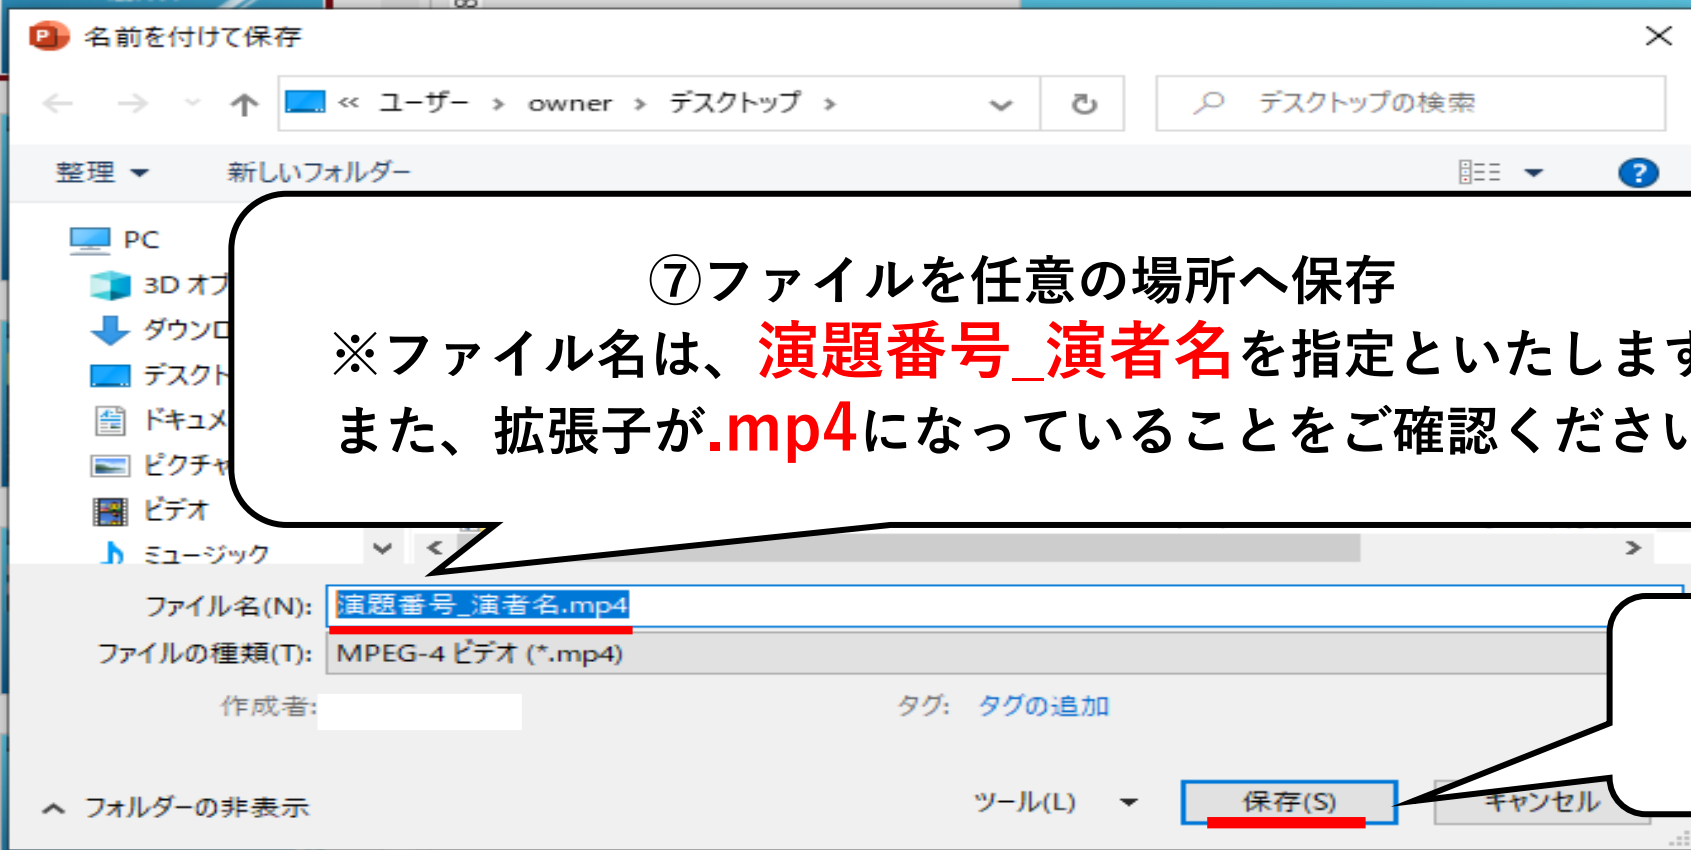 名前を付けて保存
« ユーザー › owner › デスクトップ ›
デスクトップの検索
整理
新しいフォルダー
PC
3D オブ
ダウンロ
デスクト
ドキュメ
ピクチャ
ビデオ
ミュージック
⑦ファイルを任意の場所へ保存
※ファイル名は、演題番号_演者名を指定といたします
また、拡張子が.mp4になっていることをご確認ください
ファイル名(N): 演題番号_演者名.mp4
ファイルの種類(T): MPEG-4 ビデオ (*.mp4)
作成者:
タグ: タグの追加
フォルダーの非表示
ツール(L)
保存(S)
キャンセル